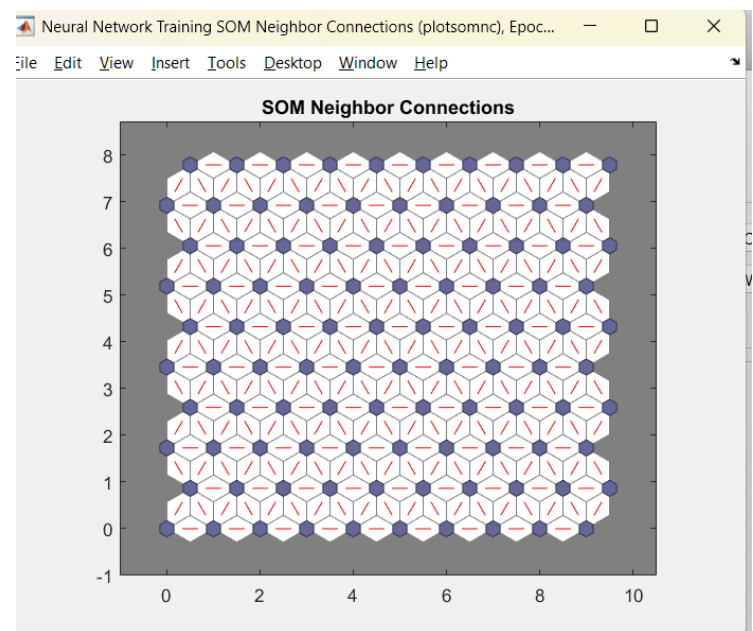 Neural Network Training SOM Neighbor Connections (plotsomnc), Epoc...
File Edit View Insert Tools Desktop Window Help
SOM Neighbor Connections
8
7
6
5
4
3
2
1
0
-1
0 2 4 6 8 10